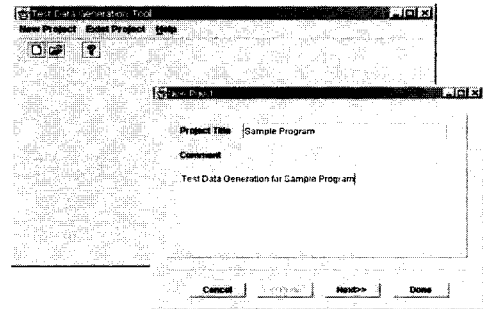 Test Data Generation Tool
New Project Exist Project Help
?
New Project
Project Title Sample Program
Comment
Test Data Generation for Sample Program
Cancel Next>> Done